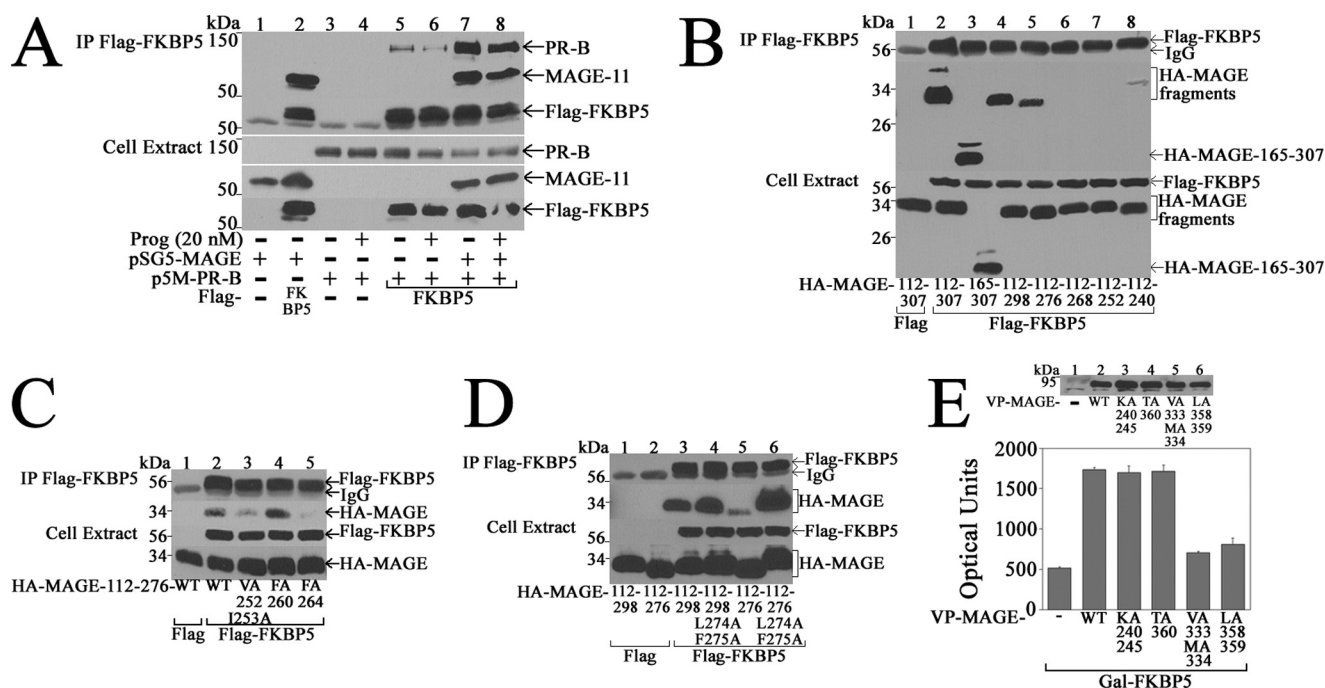 A
kDa 1 2 3 4 5 6 7 8
IP Flag-FKBP5 150
PR-B
MAGE-11
50
Flag-FKBP5
50
Cell Extract 150
PR-B
MAGE-11
50
Flag-FKBP5
50
Prog (20 nM) - - - + - + - +
pSG5-MAGE + + - - - - + +
p5M-PR-B - - + + + + + +
Flag- - FK BP5 - - FKBP5
B
kDa 1 2 3 4 5 6 7 8
IP Flag-FKBP5
56
Flag-FKBP5
IgG
34
HA-MAGE
fragments
26
HA-MAGE-165-307
Cell Extract
56
Flag-FKBP5
34
HA-MAGE
fragments
26
HA-MAGE-165-307
HA-MAGE-112- 112- 165- 112- 112- 112- 112- 112-
307 307 307 298 276 268 252 240
Flag Flag-FKBP5
C
kDa 1 2 3 4 5
IP Flag-FKBP5
56
Flag-FKBP5
IgG
34
HA-MAGE
Cell Extract
56
Flag-FKBP5
34
HA-MAGE
HA-MAGE-112-276-WT WT VA FA FA
252 260 264
I253A
Flag Flag-FKBP5
D
kDa 1 2 3 4 5 6
IP Flag-FKBP5
56
Flag-FKBP5
IgG
34
HA-MAGE
Cell Extract
56
Flag-FKBP5
34
HA-MAGE
HA-MAGE-112- 112- 112- 112- 112- 112-
298 276 298 298 276 276
L274A L274A
F275A F275A
Flag Flag-FKBP5
E
kDa 1 2 3 4 5 6
95
VP-MAGE- - WT KA TA VA LA
240 360 333 358
245 MA 359
334
Optical Units
2000
1500
1000
500
0
VP-MAGE- - WT KA TA VA LA
240 360 333 358
245 MA 359
334
Gal-FKBP5